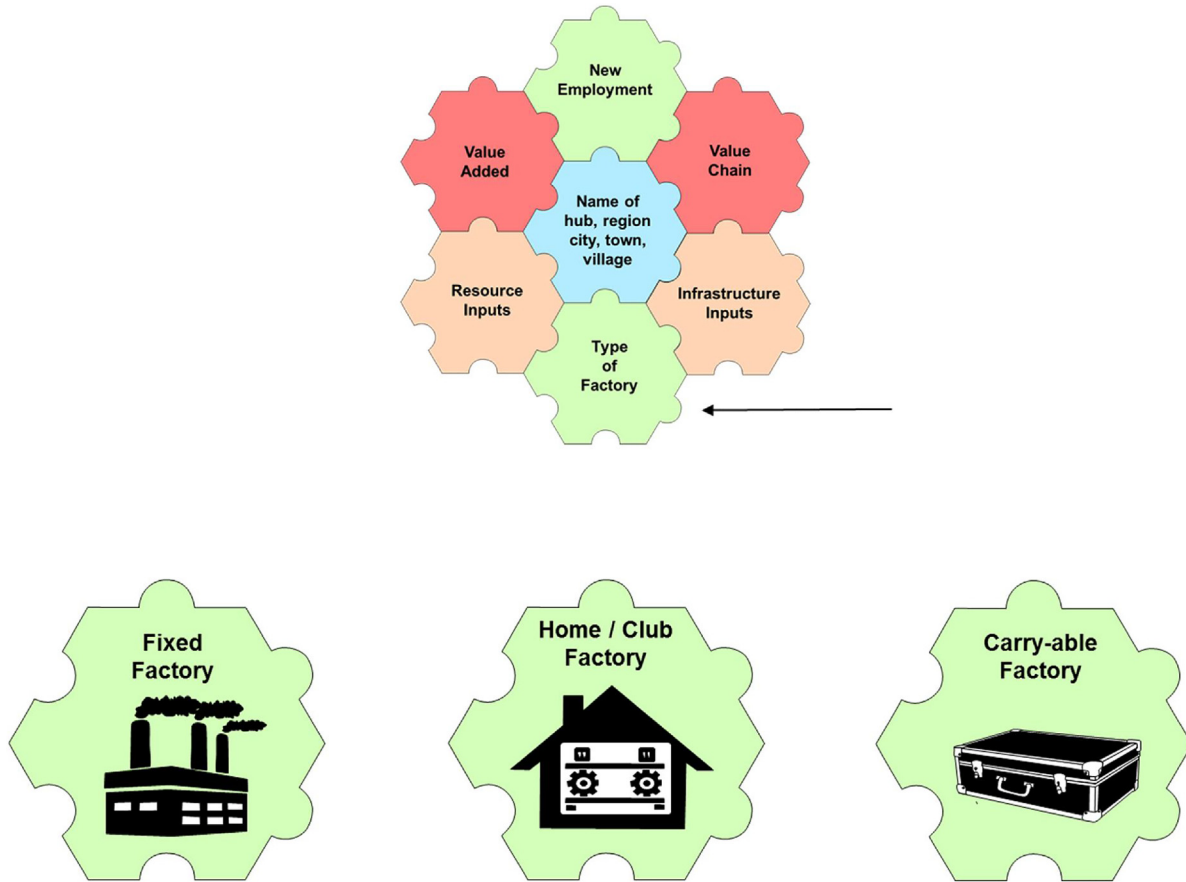 New
Employment
Value
Added
Value
Chain
Name of
hub, region
city, town,
village
Resource
Inputs
Infrastructure
Inputs
Type
of
Factory
Fixed
Factory
Home / Club
Factory
Carry-able
Factory